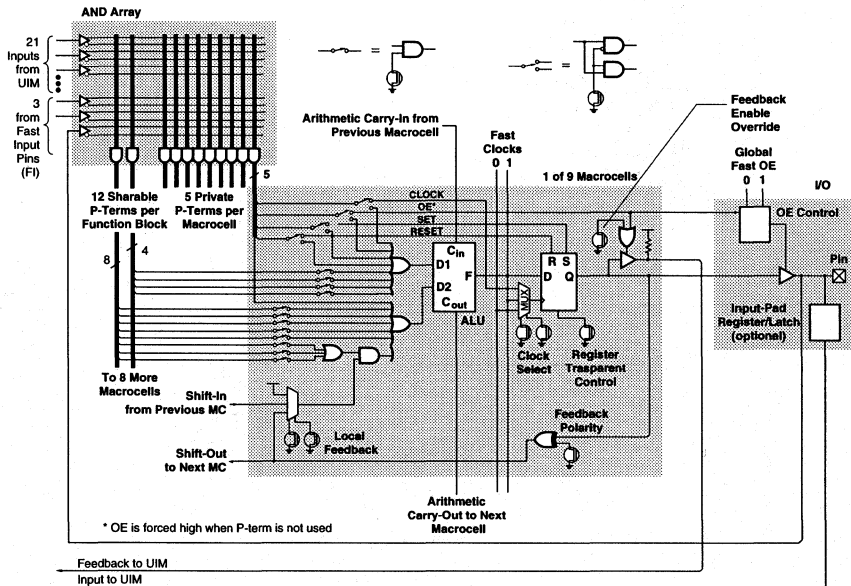 AND Array
21
Inputs
from
UIM
3
from
Fast
Input
Pins
(FI)
=
=
Arithmetic Carry-In from
Previous Macrocell
Fast
Clocks
0 1
Feedback
Enable
Override
Global
Fast OE
0 1
I/O
1 of 9 Macrocells
5
12 Sharable
P-Terms per
Function Block
5 Private
P-Terms per
Macrocell
CLOCK
OE*
SET
RESET
OE Control
Pin
8
4
Cin
D1
D2
Cout
F
ALU
MUX
R S
D Q
Input-Pad
Register/Latch
(optional)
Clock
Select
Register
Trasparent
Control
To 8 More
Macrocells
Shift-In
from Previous MC
Local
Feedback
Feedback
Polarity
Shift-Out
to Next MC
Arithmetic
Carry-Out to Next
Macrocell
* OE is forced high when P-term is not used
Feedback to UIM
Input to UIM